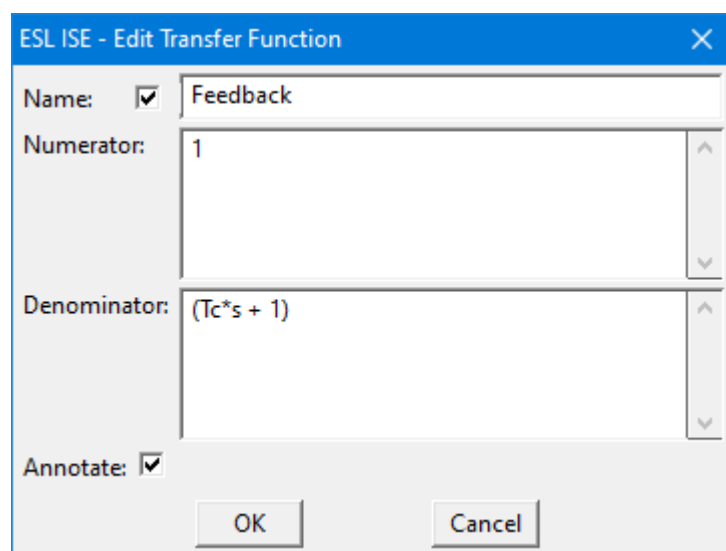 ESL ISE - Edit Transfer Function
Name: Feedback
Numerator: 1
Denominator: (Tc*s + 1)
Annotate:
OK Cancel